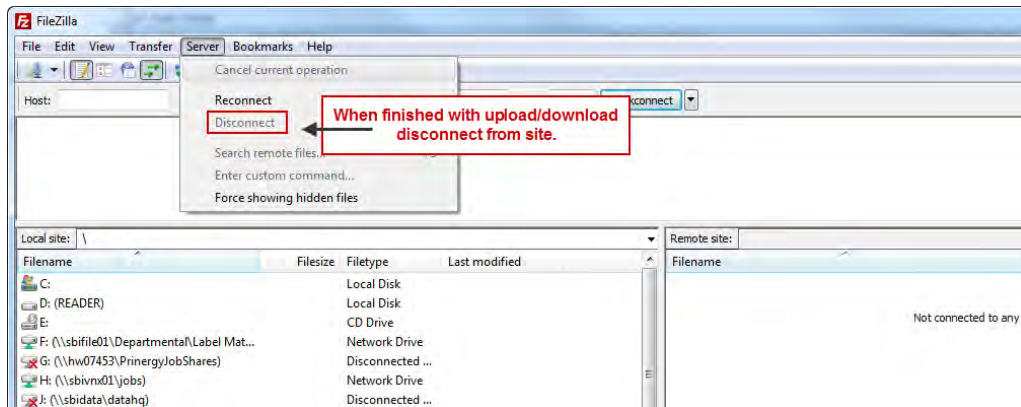 FileZilla
File Edit View Transfer Server Bookmarks Help
Cancel current operation
Host:
Reconnect
When finished with upload/download
disconnect from site.
Disconnect
Search remote files...
Enter custom command...
Force showing hidden files
Local site: \
Remote site:
Filename Filesize Filetype Last modified
Filename
C: Local Disk
D: (READER) Local Disk
E: CD Drive
Not connected to any
F: (\\sbifile01\Departmental\Label Mat... Network Drive
G: (\\hw07453\PrinergyJobShares) Disconnected ...
H: (\\sbivnx01\jobs) Network Drive
J: (\\sbidata\datahq) Disconnected ...